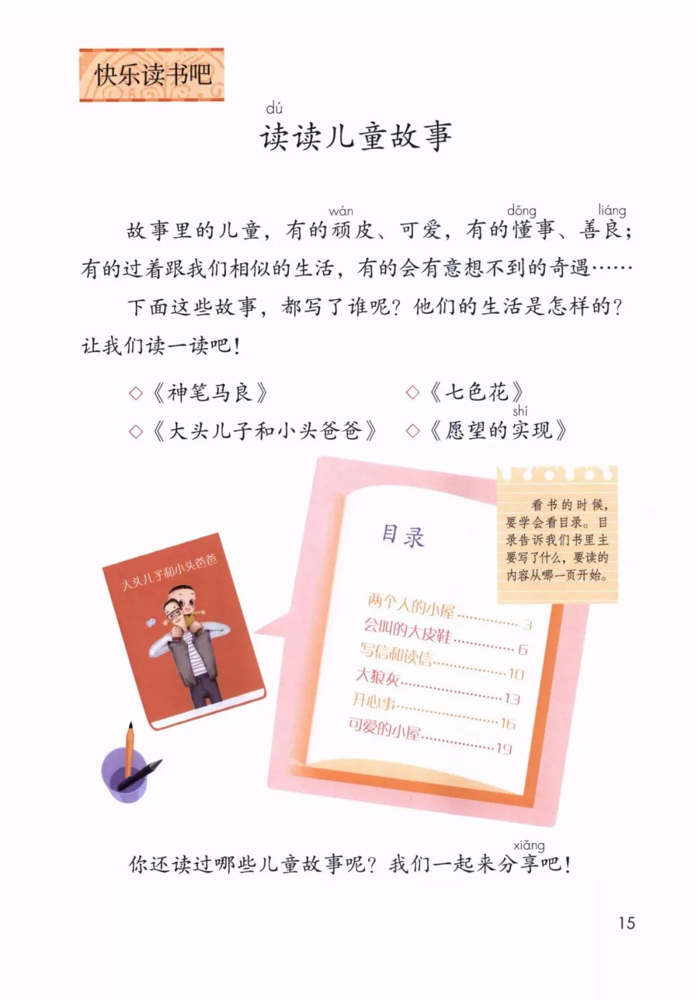 快乐读书吧
dú
读读儿童故事
wán dǒng liáng
故事里的儿童，有的顽皮、可爱，有的懂事、善良；
有的过着跟我们相似的生活，有的会有意想不到的奇遇……
下面这些故事，都写了谁呢？他们的生活是怎样的？
让我们读一读吧！
◇《神笔马良》 ◇《七色花》
shí
◇《大头儿子和小头爸爸》 ◇《愿望的实现》
看书的时候，
要学会看目录。目
录告诉我们书里主
要写了什么，要读的
内容从哪一页开始。
目录
两个人的小屋……………3
会叫的大皮鞋……………6
写信和读信……………10
大狼灰……………13
开心事……………16
可爱的小屋……………19
大头儿子和小头爸爸
xiǎng
你还读过哪些儿童故事呢？我们一起来分享吧！
15